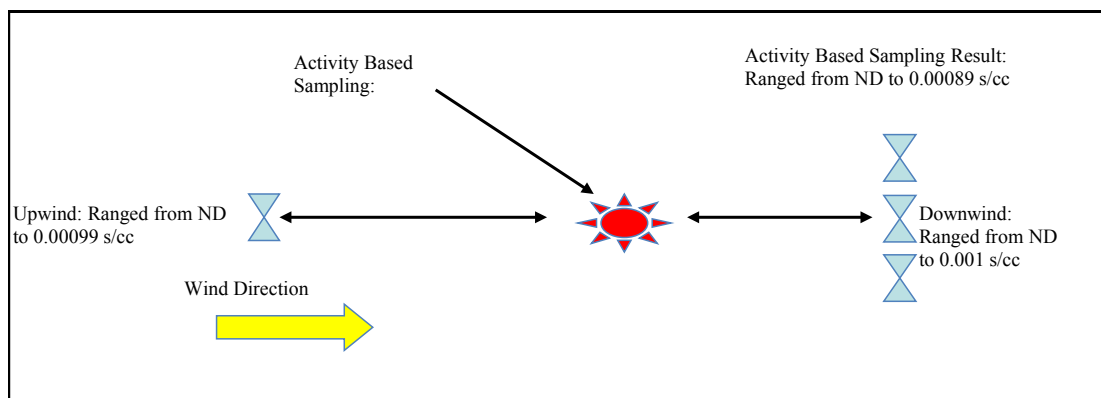 Activity Based
Sampling:
Activity Based Sampling Result:
Ranged from ND to 0.00089 s/cc
Upwind: Ranged from ND
to 0.00099 s/cc
Downwind:
Ranged from ND
to 0.001 s/cc
Wind Direction